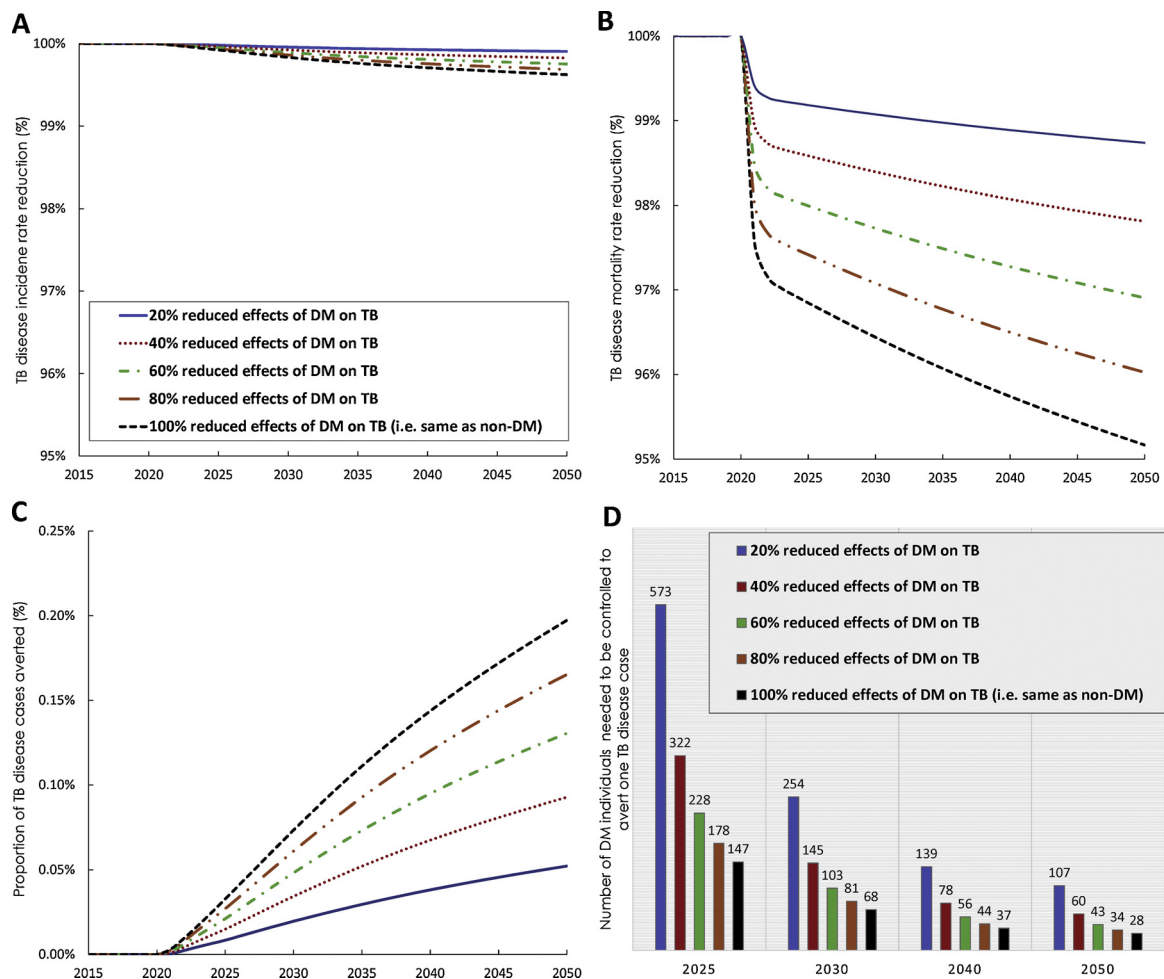 A
TB disease incidene rate reduction (%)
100%
99%
98%
97%
96%
95%
20% reduced effects of DM on TB
40% reduced effects of DM on TB
60% reduced effects of DM on TB
80% reduced effects of DM on TB
100% reduced effects of DM on TB (i.e. same as non-DM)
2015 2020 2025 2030 2035 2040 2045 2050
B
TB disease mortality rate reduction (%)
100%
99%
98%
97%
96%
95%
2015 2020 2025 2030 2035 2040 2045 2050
C
Proportion of TB disease cases averted (%)
0.25%
0.20%
0.15%
0.10%
0.05%
0.00%
2015 2020 2025 2030 2035 2040 2045 2050
D
Number of DM individuals needed to be controlled to
avert one TB disease case
20% reduced effects of DM on TB
40% reduced effects of DM on TB
60% reduced effects of DM on TB
80% reduced effects of DM on TB
100% reduced effects of DM on TB (i.e. same as non-DM)
573 322 228 178 147
254 145 103 81 68
139 78 56 44 37
107 60 43 34 28
2025 2030 2040 2050